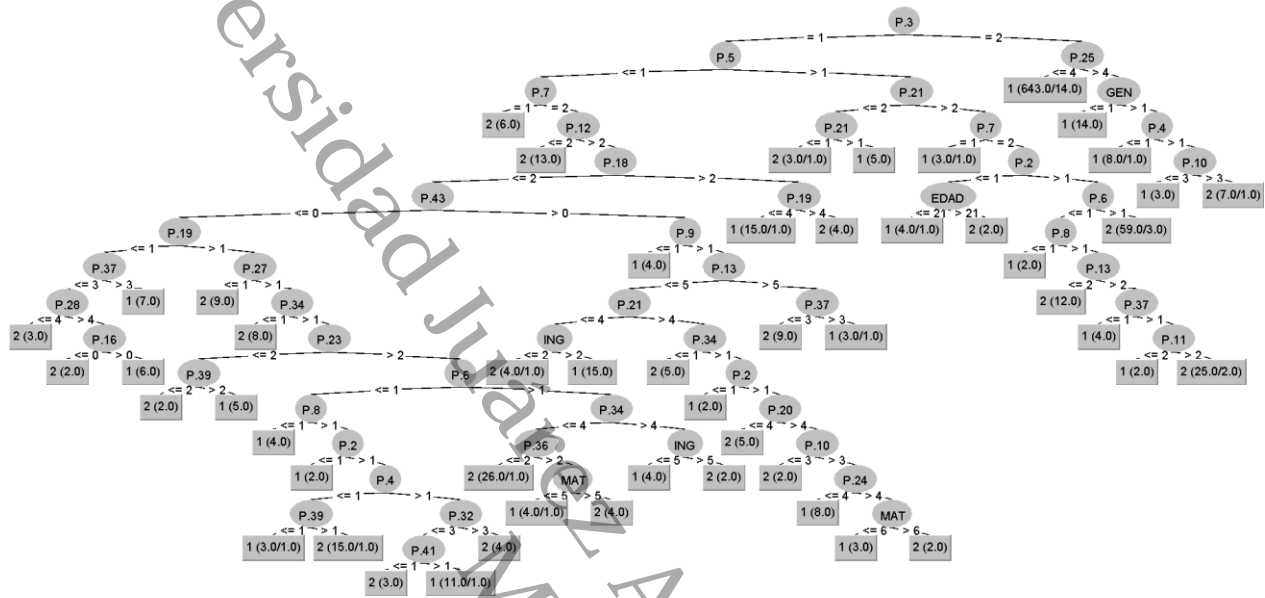 P.3
= 1 = 2
P.5 P.25
<= 1 > 1 <= 4 > 4
P.7 P.21 1 (643.0/14.0) GEN
= 1 = 2 <= 2 > 2 <= 1 > 1
2 (6.0) P.12 P.21 P.7 1 (14.0) P.4
<= 2 > 2 <= 1 > 1 = 1 = 2 <= 1 > 1
2 (13.0) P.18 2 (3.0/1.0) 1 (5.0) 1 (3.0/1.0) P.2 1 (8.0/1.0) P.10
<= 2 > 2 <= 1 > 1 <= 3 > 3
P.43 P.19 EDAD P.6 1 (3.0) 2 (7.0/1.0)
<= 0 > 0 <= 4 > 4 <= 21 > 21 <= 1 > 1
P.19 P.9 1 (15.0/1.0) 2 (4.0) 1 (4.0/1.0) 2 (2.0) P.8 2 (59.0/3.0)
<= 1 > 1 <= 1 > 1 <= 1 > 1
P.37 P.27 1 (4.0) P.13 1 (2.0) P.13
<= 3 > 3 <= 1 > 1 <= 5 > 5 <= 2 > 2
P.28 1 (7.0) 2 (9.0) P.34 P.21 P.37 2 (12.0) P.37
<= 4 > 4 <= 1 > 1 <= 4 > 4 <= 3 > 3 <= 1 > 1
2 (3.0) P.16 2 (8.0) P.23 ING P.34 2 (9.0) 1 (3.0/1.0) 1 (4.0) P.11
<= 0 > 0 <= 2 > 2 <= 2 > 2 <= 1 > 1 <= 2 > 2
2 (2.0) 1 (6.0) P.39 P.6 2 (4.0/1.0) 1 (15.0) 2 (5.0) P.2 1 (2.0) 2 (25.0/2.0)
<= 2 > 2 <= 1 > 1 <= 1 > 1
2 (2.0) 1 (5.0) P.8 P.34 1 (2.0) P.20
<= 1 > 1 <= 4 > 4 <= 4 > 4
1 (4.0) P.2 P.36 ING 2 (5.0) P.10
<= 1 > 1 <= 2 > 2 <= 5 > 5 <= 3 > 3
1 (2.0) P.4 2 (26.0/1.0) MAT 1 (4.0) 2 (2.0) 2 (2.0) P.24
<= 1 > 1 <= 5 > 5 <= 4 > 4
P.39 P.32 1 (4.0/1.0) 2 (4.0) 1 (8.0) MAT
<= 1 > 1 <= 3 > 3 <= 6 > 6
1 (3.0/1.0) 2 (15.0/1.0) P.41 2 (4.0) 1 (3.0) 2 (2.0)
<= 1 > 1
2 (3.0) 1 (11.0/1.0)
ersidad Juárez A
M